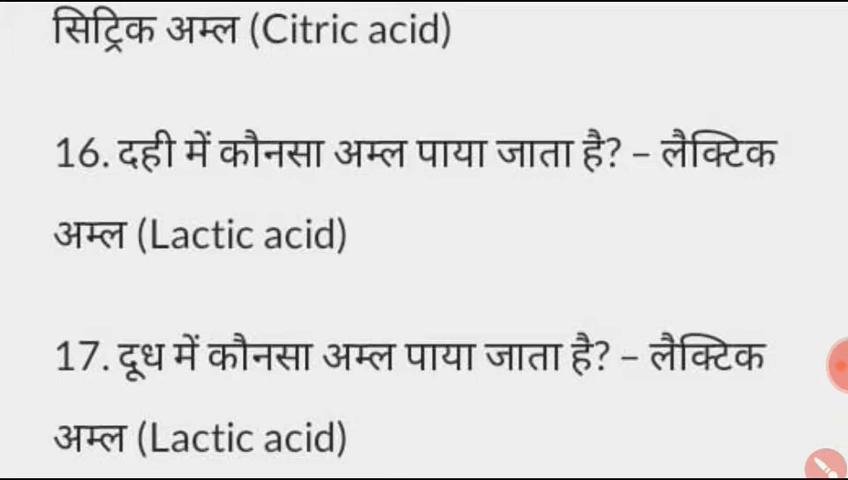 सिट्रिक अम्ल (Citric acid)
16. दही में कौनसा अम्ल पाया जाता है? – लैक्टिक
अम्ल (Lactic acid)
17. दूध में कौनसा अम्ल पाया जाता है? – लैक्टिक
अम्ल (Lactic acid)